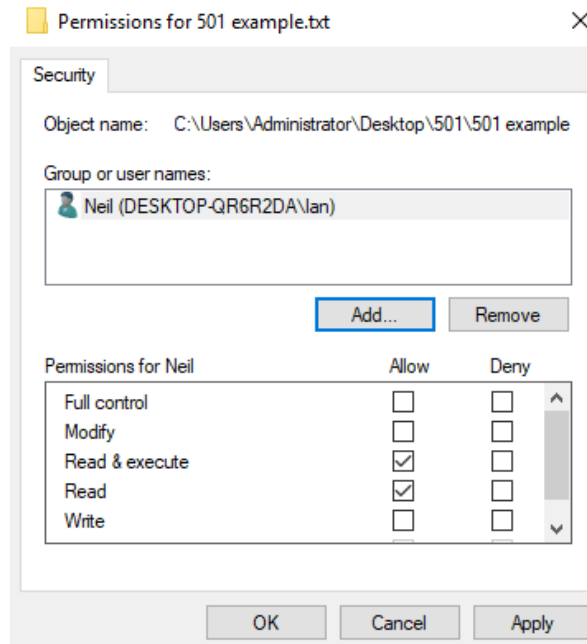 Permissions for 501 example.txt
Security
Object name: C:\Users\Administrator\Desktop\501\501 example
Group or user names:
Neil (DESKTOP-QR6R2DA\Ian)
Add... Remove
Permissions for Neil Allow Deny
Full control
Modify
Read & execute
Read
Write
OK Cancel Apply